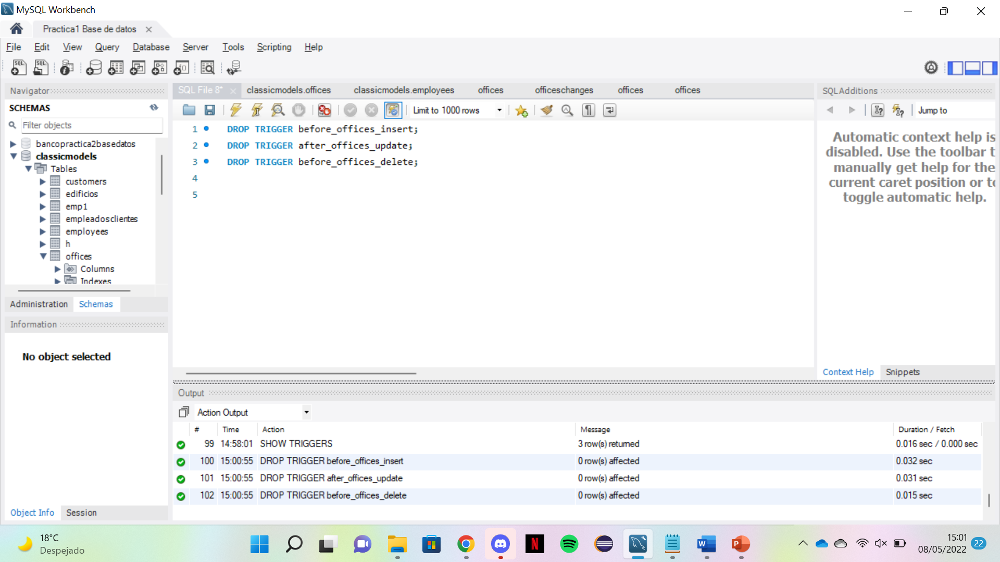 MySQL Workbench
Practica1 Base de datos
File Edit View Query Database Server Tools Scripting Help
Navigator
SCHEMAS
Filter objects
bancopractica2basedatos
classicmodels
Tables
customers
edificios
emp1
empleadosclientes
employees
h
offices
Columns
Indexes
Administration Schemas
Information
No object selected
Object Info Session
SQL File 8* classicmodels.offices classicmodels.employees offices officeschanges offices offices
Limit to 1000 rows
1 DROP TRIGGER before_offices_insert;
2 DROP TRIGGER after_offices_update;
3 DROP TRIGGER before_offices_delete;
4
5
SQLAdditions
Jump to
Automatic context help is
disabled. Use the toolbar t
manually get help for the
current caret position or to
toggle automatic help.
Context Help Snippets
Output
Action Output
# Time Action Message Duration / Fetch
99 14:58:01 SHOW TRIGGERS 3 row(s) returned 0.016 sec / 0.000 sec
100 15:00:55 DROP TRIGGER before_offices_insert 0 row(s) affected 0.032 sec
101 15:00:55 DROP TRIGGER after_offices_update 0 row(s) affected 0.031 sec
102 15:00:55 DROP TRIGGER before_offices_delete 0 row(s) affected 0.015 sec
18°C
Despejado
15:01
08/05/2022
22